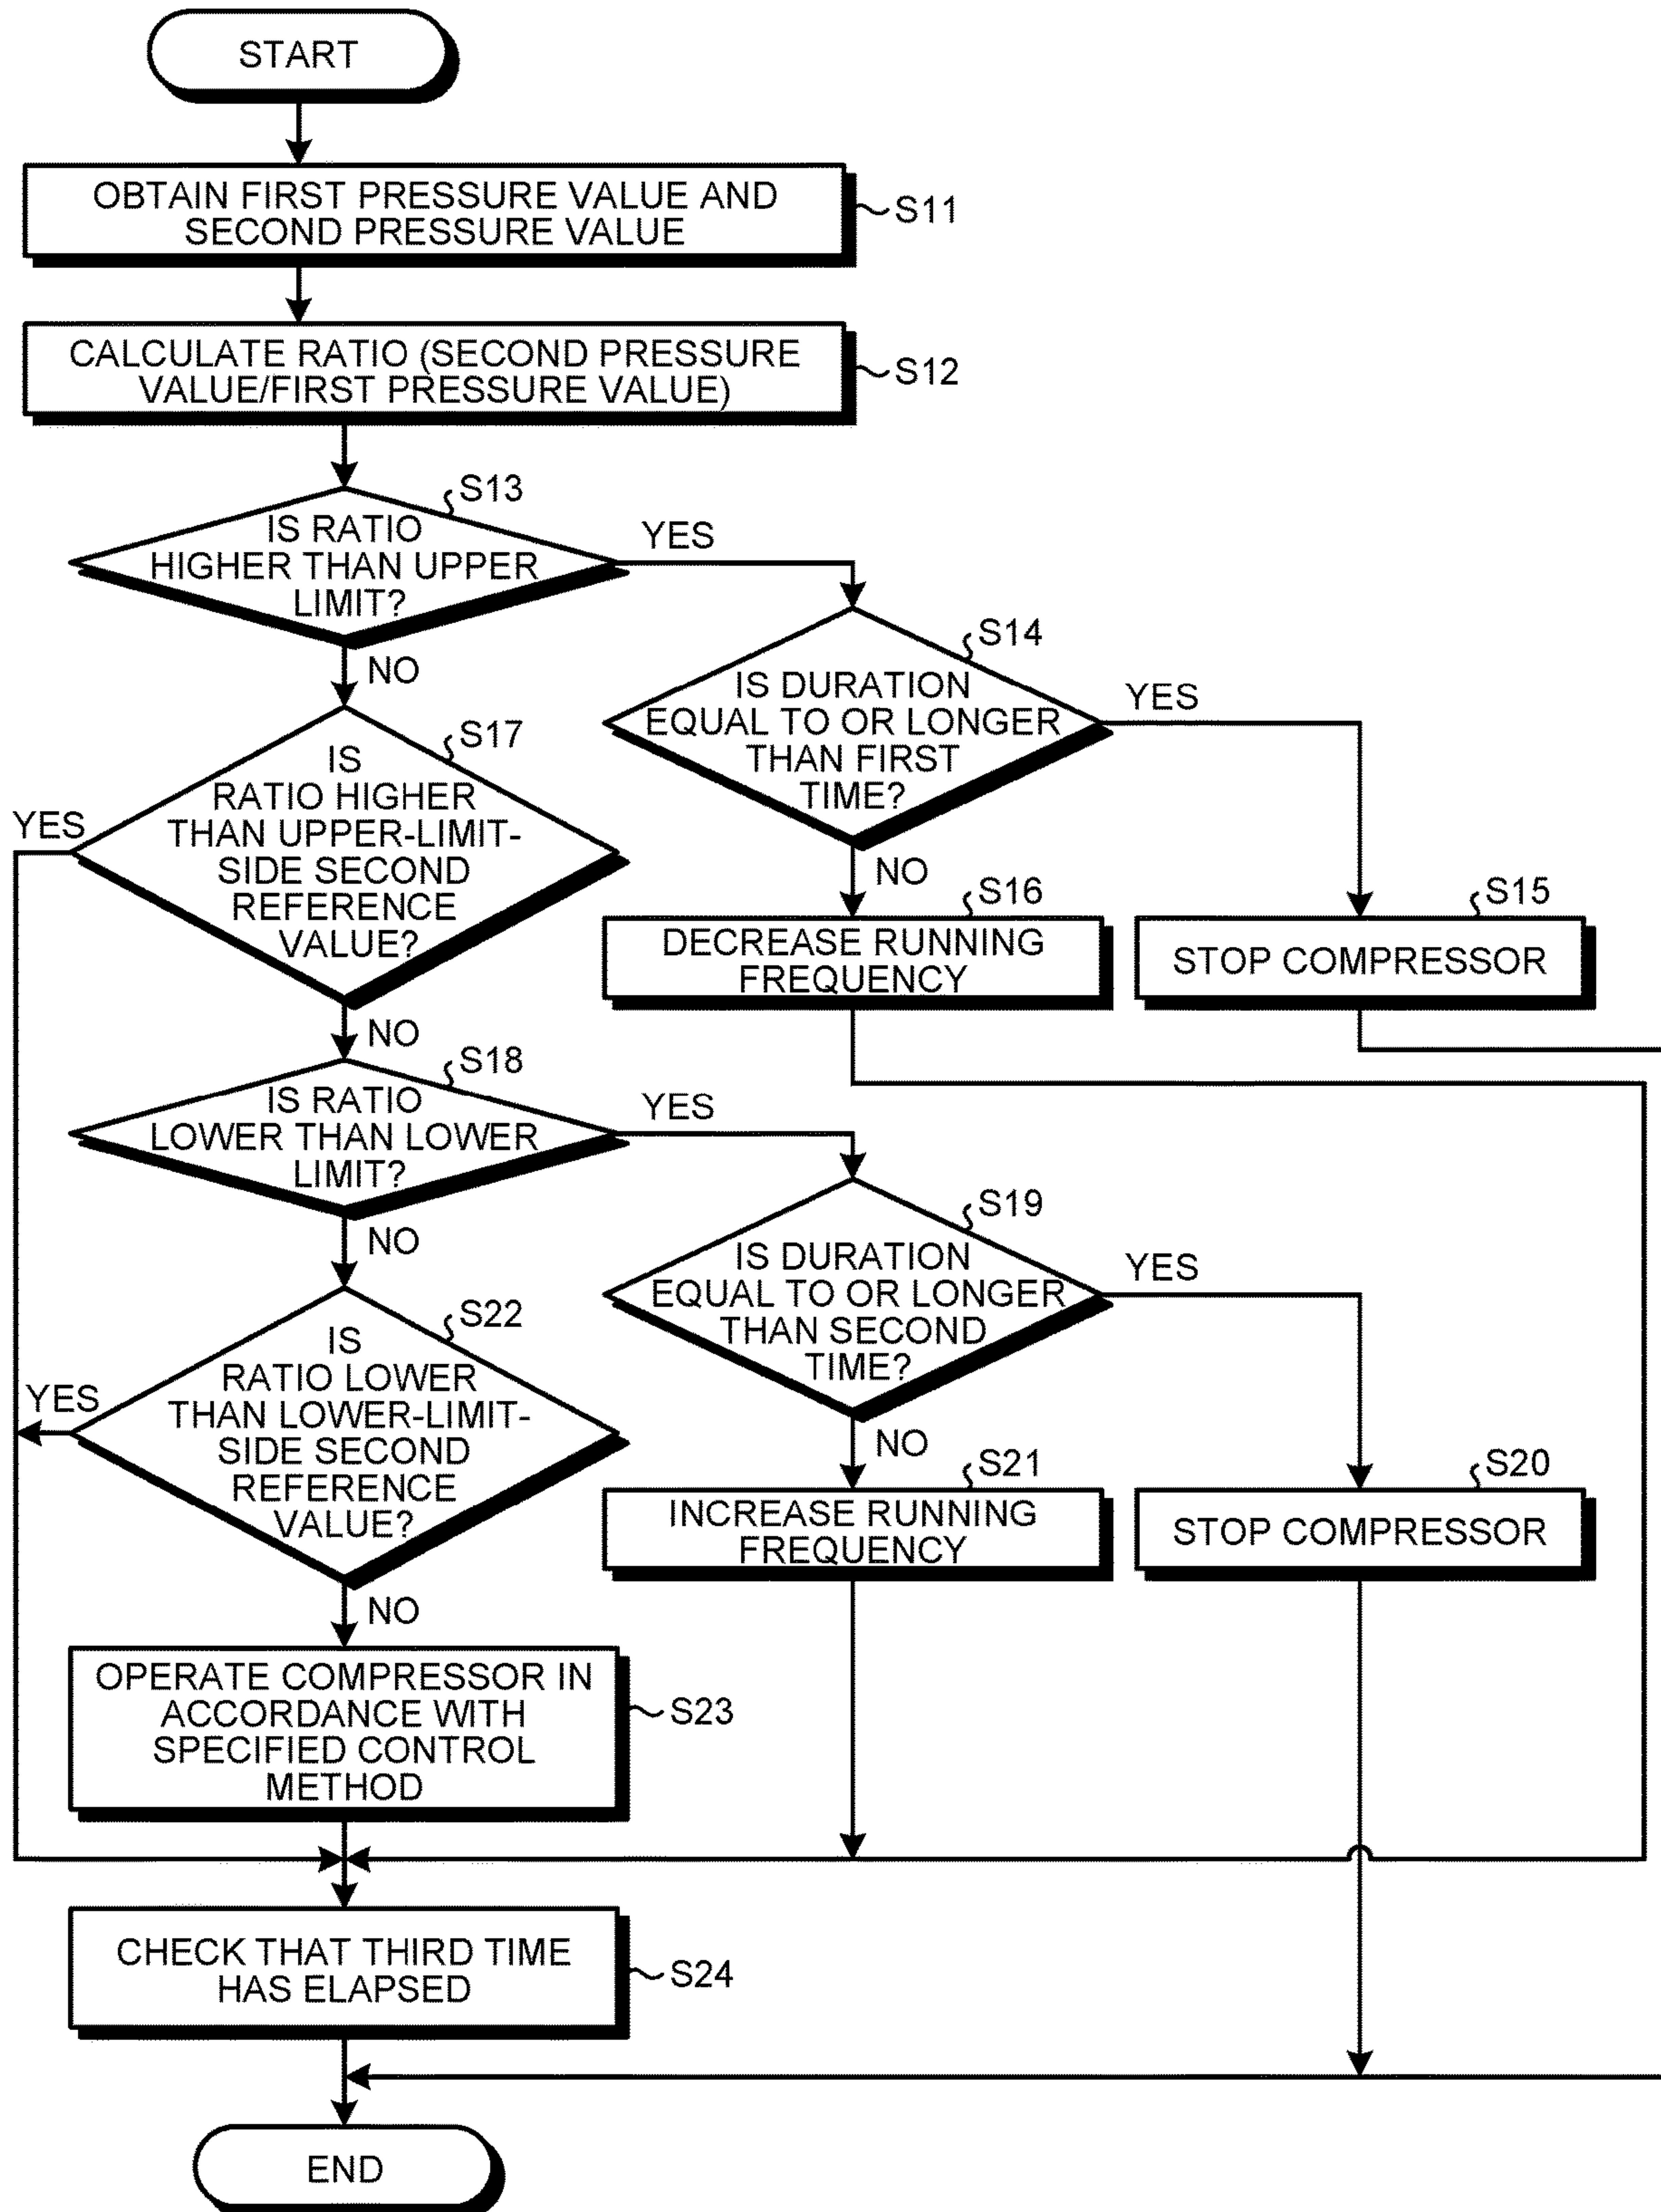 START
OBTAIN FIRST PRESSURE VALUE AND
SECOND PRESSURE VALUE
S11
CALCULATE RATIO (SECOND PRESSURE
VALUE/FIRST PRESSURE VALUE)
S12
S13
IS RATIO
HIGHER THAN UPPER
LIMIT?
YES
NO
S14
IS DURATION
EQUAL TO OR LONGER
THAN FIRST
TIME?
YES
NO
S17
IS
RATIO HIGHER
THAN UPPER-LIMIT-
SIDE SECOND
REFERENCE
VALUE?
YES
NO
S16
DECREASE RUNNING
FREQUENCY
S15
STOP COMPRESSOR
S18
IS RATIO
LOWER THAN LOWER
LIMIT?
YES
NO
S19
IS DURATION
EQUAL TO OR LONGER
THAN SECOND
TIME?
YES
NO
S22
IS
RATIO LOWER
THAN LOWER-LIMIT-
SIDE SECOND
REFERENCE
VALUE?
YES
NO
S21
INCREASE RUNNING
FREQUENCY
S20
STOP COMPRESSOR
OPERATE COMPRESSOR IN
ACCORDANCE WITH
SPECIFIED CONTROL
METHOD
S23
CHECK THAT THIRD TIME
HAS ELAPSED
S24
END